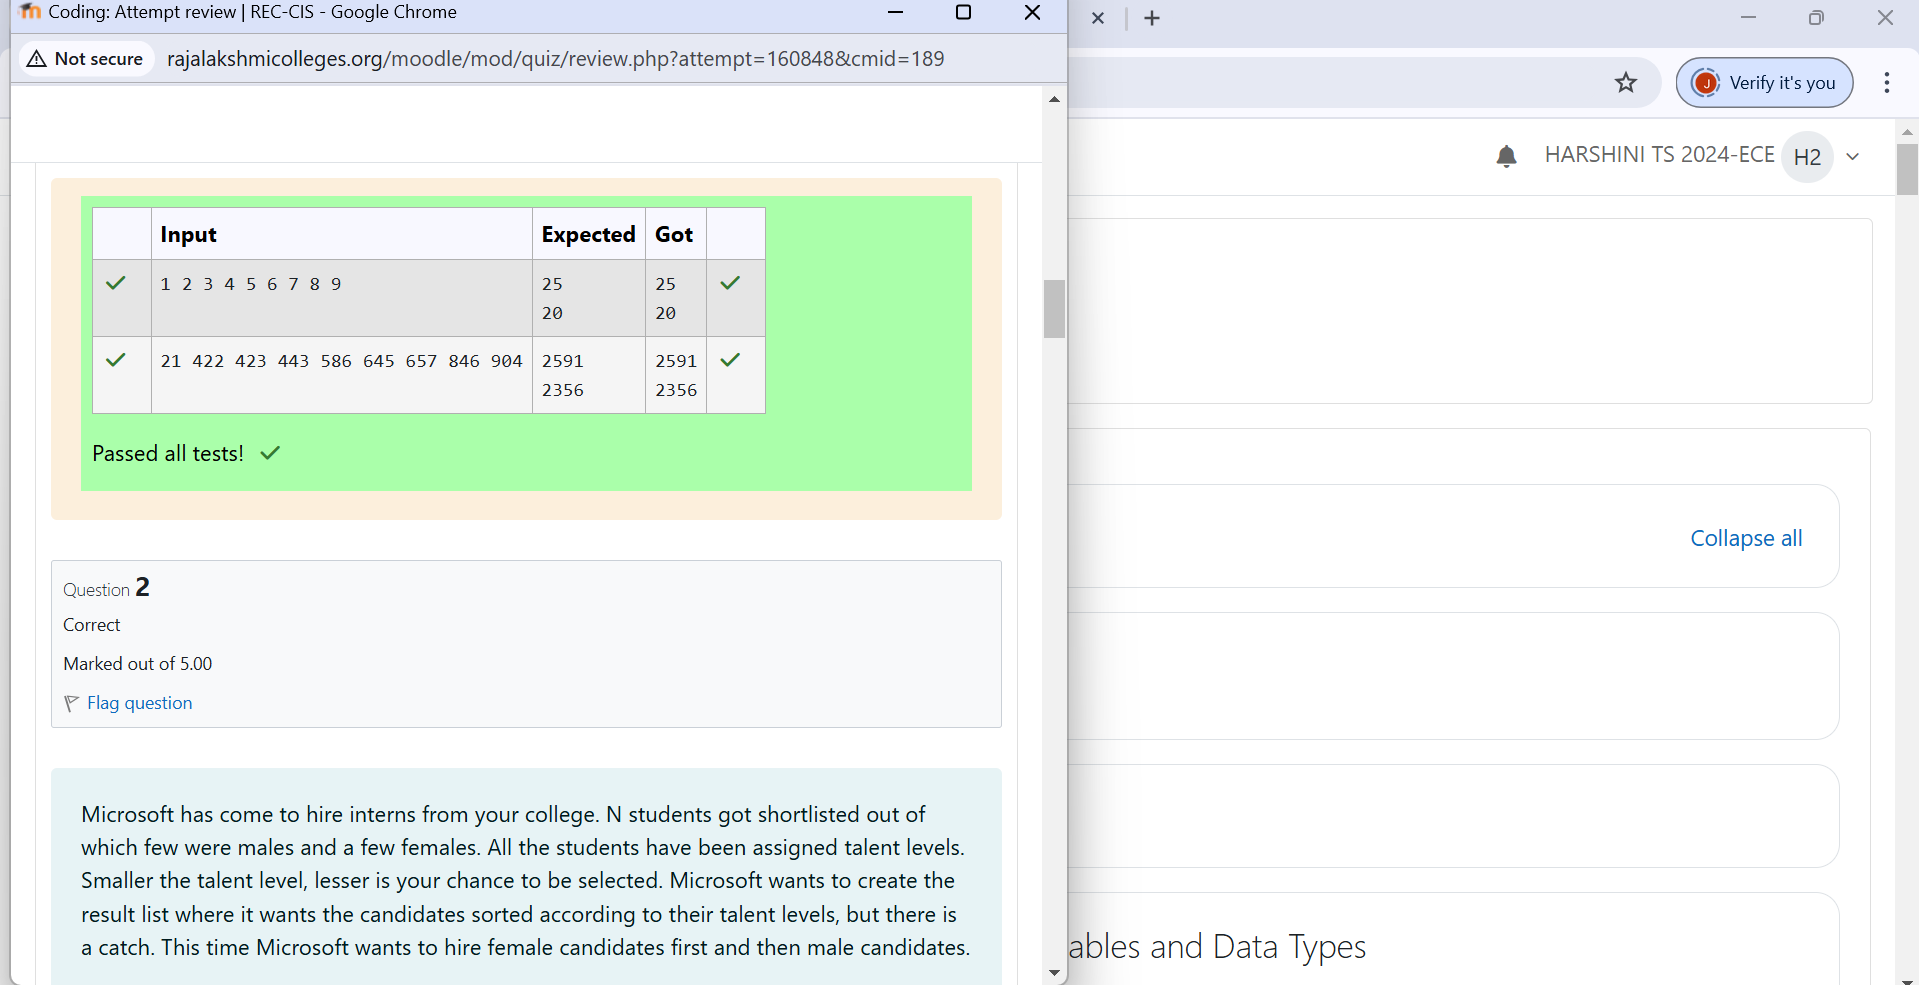 Coding: Attempt review | REC-CIS - Google Chrome
Not secure rajalakshmicolleges.org/moodle/mod/quiz/review.php?attempt=160848&cmid=189
Input Expected Got
1 2 3 4 5 6 7 8 9 25 25
20 20
21 422 423 443 586 645 657 846 904 2591 2591
2356 2356
Passed all tests!
Question 2
Correct
Marked out of 5.00
Flag question
Microsoft has come to hire interns from your college. N students got shortlisted out of
which few were males and a few females. All the students have been assigned talent levels.
Smaller the talent level, lesser is your chance to be selected. Microsoft wants to create the
result list where it wants the candidates sorted according to their talent levels, but there is
a catch. This time Microsoft wants to hire female candidates first and then male candidates.
J Verify it's you
HARSHINI TS 2024-ECE H2
Collapse all
ables and Data Types